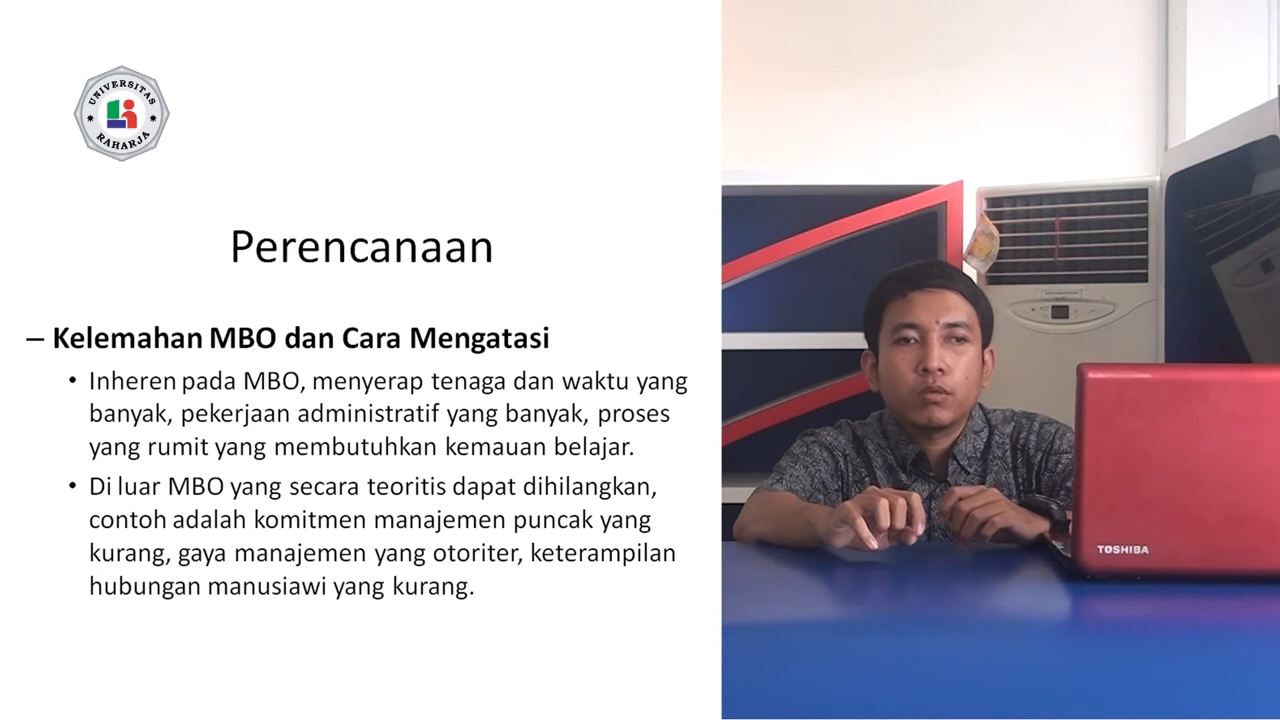 UNIVERSITAS
RAHARJA
Perencanaan
– Kelemahan MBO dan Cara Mengatasi
• Inheren pada MBO, menyerap tenaga dan waktu yang
banyak, pekerjaan administratif yang banyak, proses
yang rumit yang membutuhkan kemauan belajar.
• Di luar MBO yang secara teoritis dapat dihilangkan,
contoh adalah komitmen manajemen puncak yang
kurang, gaya manajemen yang otoriter, keterampilan
hubungan manusiawi yang kurang.
TOSHIBA